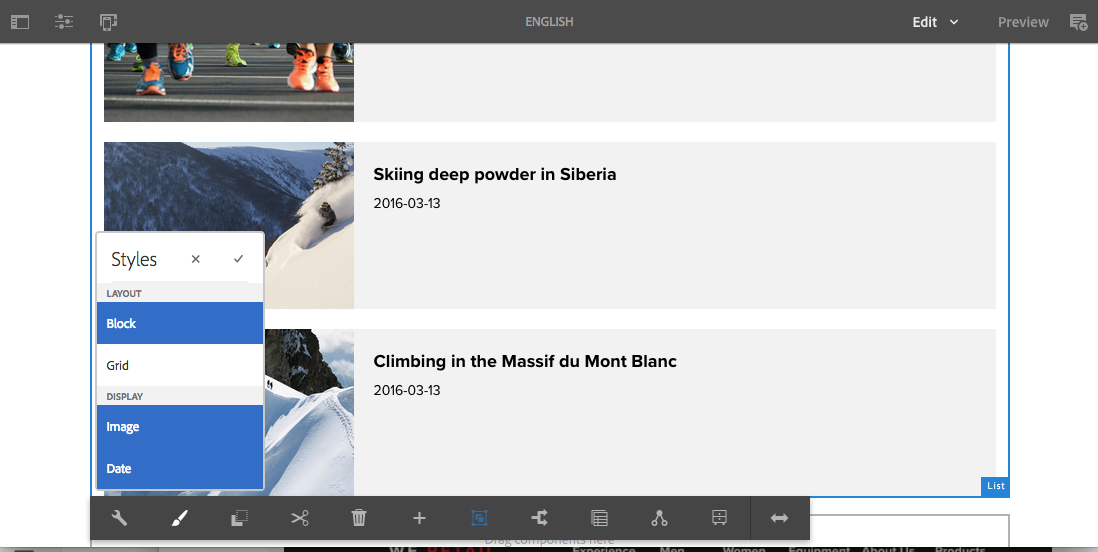 ENGLISH
Edit
Preview
Skiing deep powder in Siberia
2016-03-13
Styles
LAYOUT
Block
Grid
DISPLAY
Image
Date
Climbing in the Massif du Mont Blanc
2016-03-13
List
Drag components here
WE.RETAIL Experience Men Women Equipment About Us Products